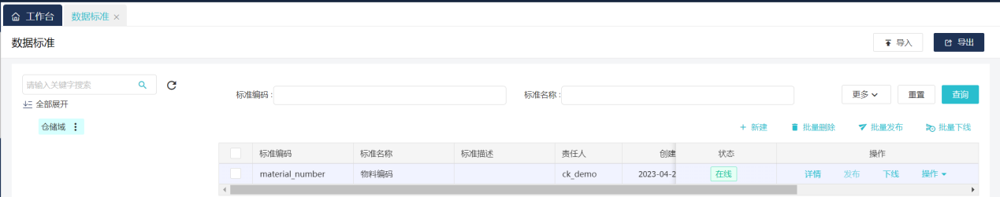 工作台 数据标准 ×
数据标准 导入 导出
请输入关键字搜索
全部展开
仓储域
标准编码 : 标准名称 : 更多 重置 查询
+ 新建 批量删除 批量发布 批量下线
标准编码 标准名称 标准描述 责任人 创建 状态 操作
material_number 物料编码 ck_demo 2023-04-2 在线 详情 发布 下线 操作